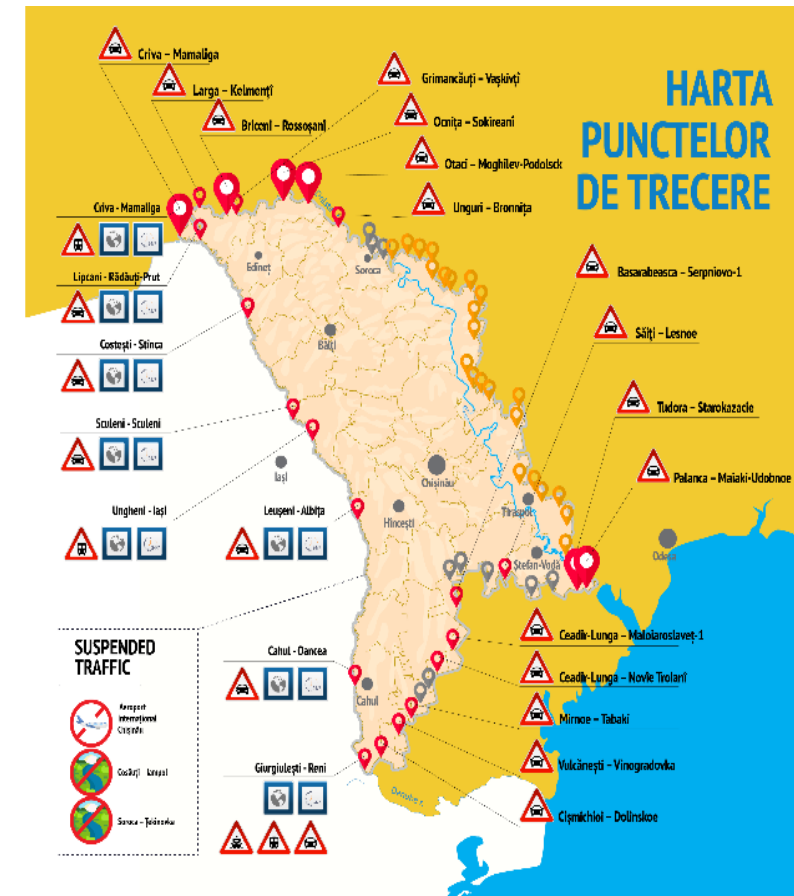 Criva – Mamaliga
Larga – Kelmenți
Briceni – Rossoșani
Grimancăuți – Vașkivți
Ocnița – Sokireani
Otaci – Moghilev-Podolsck
Unguri – Bronnița
HARTA
PUNCTELOR
DE TRECERE
Criva - Mamaliga
Lipcani - Rădăuți-Prut
Costești - Stînca
Sculeni - Sculeni
Ungheni - Iași
Leușeni - Albița
Cahul - Oancea
Giurgiulești - Reni
Edineț
Soroca
Bălți
Iași
Chișinău
Hîncești
Tiraspol
Ștefan-Vodă
Odesa
Cahul
Basarabeasca – Serpniovo-1
Săiți – Lesnoe
Tudora – Starokazacie
Palanca – Maiaki-Udobnoe
Ceadîr-Lunga – Maloiaroslaveț-1
Ceadîr-Lunga – Novîe Troianî
Mirnoe – Tabaki
Vulcănești – Vinogradovka
Cișmichioi – Dolinskoe
SUSPENDED
TRAFFIC
Aeroport
Internațional
Chișinău
Cosăuți – Iampol
Soroca – Țekinovka